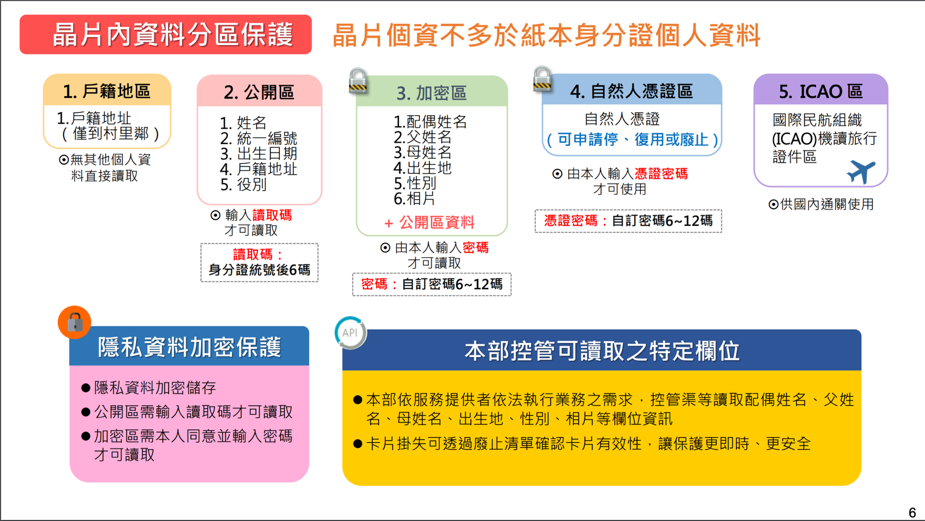 晶片內資料分區保護
晶片個資不多於紙本身分證個人資料
1. 戶籍地區
1.戶籍地址
（僅到村里鄰）
⊙無其他個人資
料直接讀取
2. 公開區
1. 姓名
2. 統一編號
3. 出生日期
4. 戶籍地址
5. 役別
⊙ 輸入讀取碼
才可讀取
讀取碼：
身分證統號後6碼
3. 加密區
1.配偶姓名
2.父姓名
3.母姓名
4.出生地
5.性別
6.相片
+ 公開區資料
⊙ 由本人輸入密碼
才可讀取
密碼：自訂密碼6~12碼
4. 自然人憑證區
自然人憑證
（可申請停、復用或廢止）
⊙ 由本人輸入憑證密碼
才可使用
憑證密碼：自訂密碼6~12碼
5. ICAO 區
國際民航組織
(ICAO)機讀旅行
證件區
⊙供國內通關使用
隱私資料加密保護
● 隱私資料加密儲存
● 公開區需輸入讀取碼才可讀取
● 加密區需本人同意並輸入密碼
才可讀取
API
本部控管可讀取之特定欄位
● 本部依服務提供者依法執行業務之需求，控管渠等讀取配偶姓名、父姓
名、母姓名、出生地、性別、相片等欄位資訊
● 卡片掛失可透過廢止清單確認卡片有效性，讓保護更即時、更安全
6